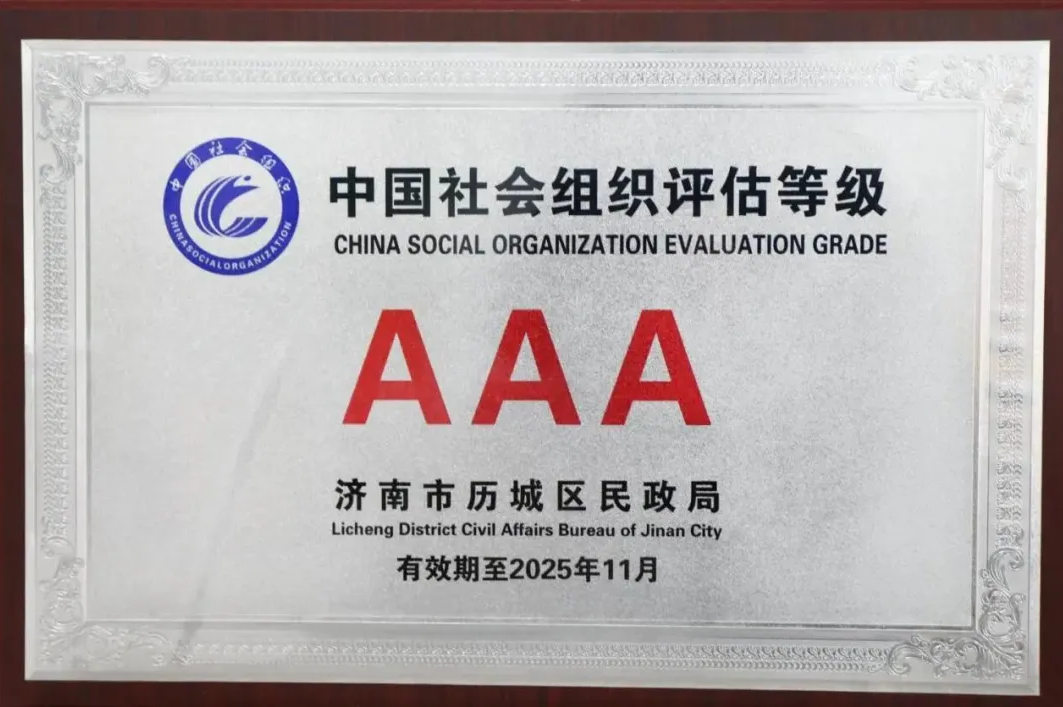 中国社会组织
CHINASOCIALORGANIZATION
中国社会组织评估等级
CHINA SOCIAL ORGANIZATION EVALUATION GRADE
AAA
济南市历城区民政局
Licheng District Civil Affairs Bureau of Jinan City
有效期至2025年11月